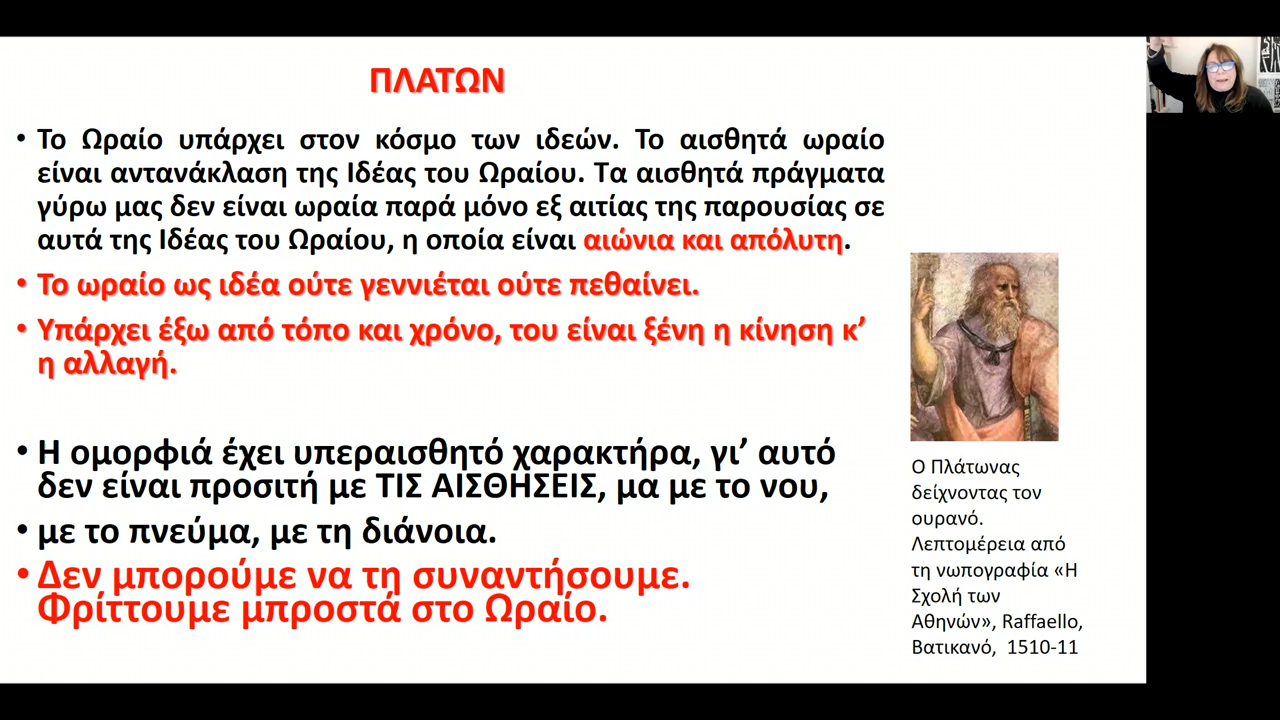 ΠΛΑΤΩΝ
• Το Ωραίο υπάρχει στον κόσμο των ιδεών. Το αισθητά ωραίο
είναι αντανάκλαση της Ιδέας του Ωραίου. Τα αισθητά πράγματα
γύρω μας δεν είναι ωραία παρά μόνο εξ αιτίας της παρουσίας σε
αυτά της Ιδέας του Ωραίου, η οποία είναι αιώνια και απόλυτη.
• Το ωραίο ως ιδέα ούτε γεννιέται ούτε πεθαίνει.
• Υπάρχει έξω από τόπο και χρόνο, του είναι ξένη η κίνηση κ’
η αλλαγή.
• Η ομορφιά έχει υπεραισθητό χαρακτήρα, γι’ αυτό
δεν είναι προσιτή με ΤΙΣ ΑΙΣΘΗΣΕΙΣ, μα με το νου,
• με το πνεύμα, με τη διάνοια.
• Δεν μπορούμε να τη συναντήσουμε.
Φρίττουμε μπροστά στο Ωραίο.
Ο Πλάτωνας
δείχνοντας τον
ουρανό.
Λεπτομέρεια από
τη νωπογραφία «Η
Σχολή των
Αθηνών», Raffaello,
Βατικανό, 1510-11